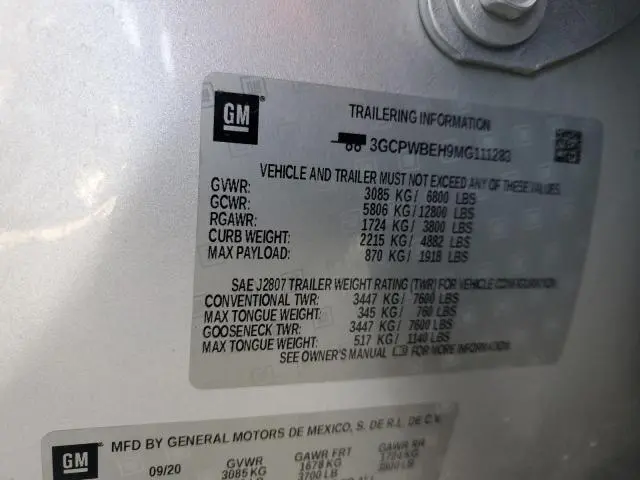 GM
TRAILERING INFORMATION
3GCPWBEH9MG111283
VEHICLE AND TRAILER MUST NOT EXCEED ANY OF THESE VALUES.
GVWR: 3085 KG/ 6800 LBS
GCWR: 5806 KG/12800 LBS
RGAWR: 1724 KG/ 3800 LBS
CURB WEIGHT: 2215 KG/ 4882 LBS
MAX PAYLOAD: 870 KG/ 1918 LBS
SAE J2807 TRAILER WEIGHT RATING (TWR) FOR VEHICLE CONFIGURATION
CONVENTIONAL TWR: 3447 KG/ 7600 LBS
MAX TONGUE WEIGHT: 345 KG/ 760 LBS
GOOSENECK TWR: 3447 KG/ 7600 LBS
MAX TONGUE WEIGHT: 517 KG/ 1140 LBS
SEE OWNER'S MANUAL FOR MORE INFORMATION.
GM MFD BY GENERAL MOTORS DE MEXICO, S. DE R.L. DE C.V.
09/20 GVWR GAWR FRT GAWR RR
3085 KG 1678 KG 1724 KG
3700 LB